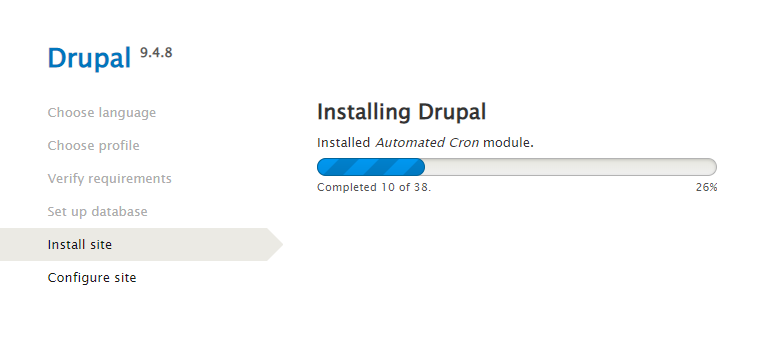 Drupal 9.4.8
Choose language
Choose profile
Verify requirements
Set up database
Install site
Configure site
Installing Drupal
Installed Automated Cron module.
Completed 10 of 38. 26%